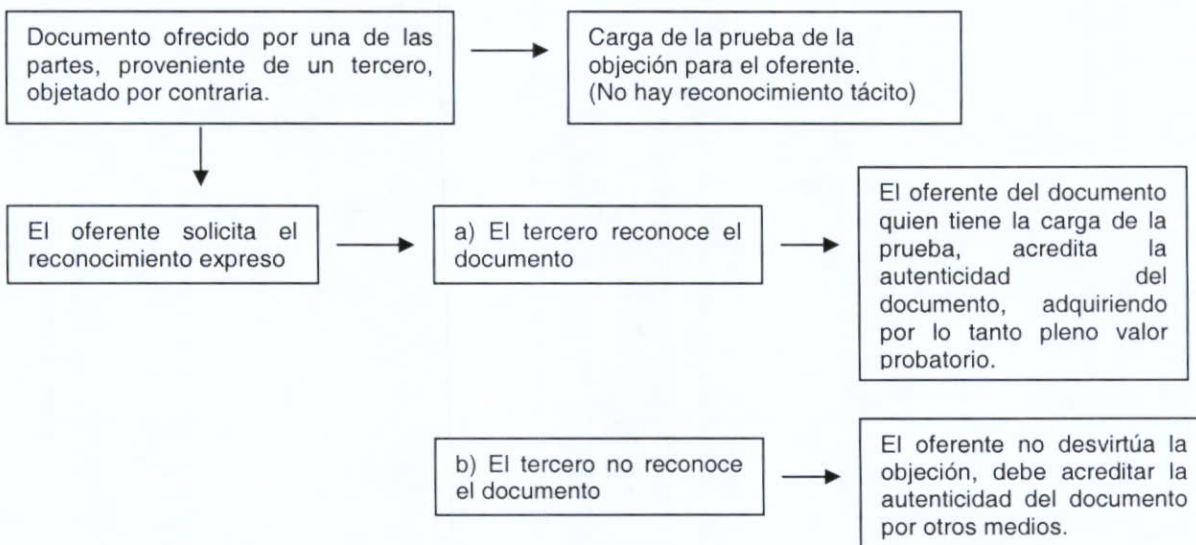 Documento ofrecido por una de las
partes, proveniente de un tercero,
objetado por contraria.
Carga de la prueba de la
objeción para el oferente.
(No hay reconocimiento tácito)
El oferente solicita el
reconocimiento expreso
a) El tercero reconoce el
documento
El oferente del documento
quien tiene la carga de la
prueba, acredita la
autenticidad del
documento, adquiriendo
por lo tanto pleno valor
probatorio.
b) El tercero no reconoce
el documento
El oferente no desvirtúa la
objeción, debe acreditar la
autenticidad del documento
por otros medios.